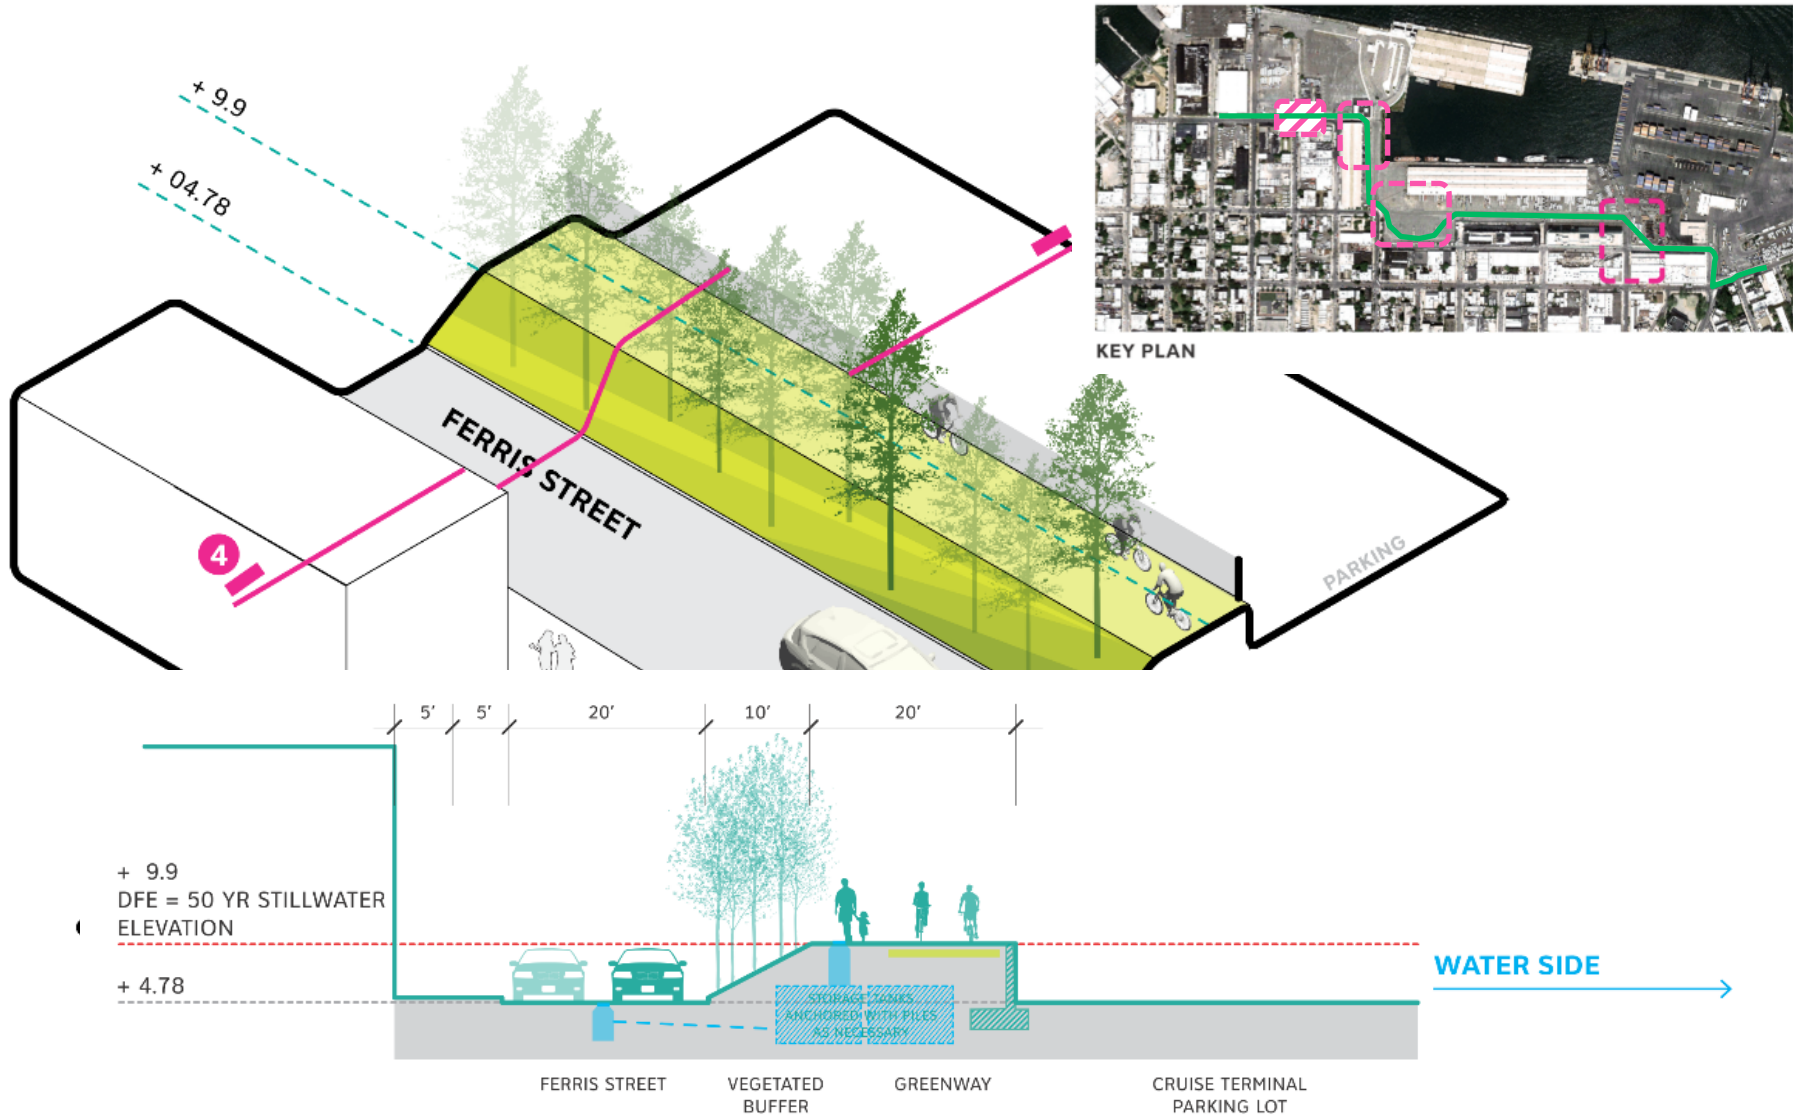 + 9.9
+ 04.78
KEY PLAN
FERRIS STREET
4
PARKING
5' 5' 20' 10' 20'
+ 9.9
DFE = 50 YR STILLWATER
ELEVATION
+ 4.78
WATER SIDE
STORAGE TANKS
ANCHORED WITH PILES
AS NECESSARY
FERRIS STREET
VEGETATED
BUFFER
GREENWAY
CRUISE TERMINAL
PARKING LOT